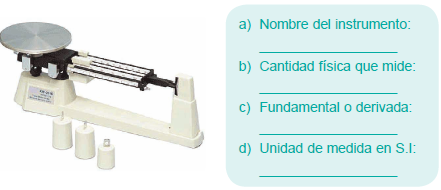 a) Nombre del instrumento:
b) Cantidad física que mide:
c) Fundamental o derivada:
d) Unidad de medida en S.I: